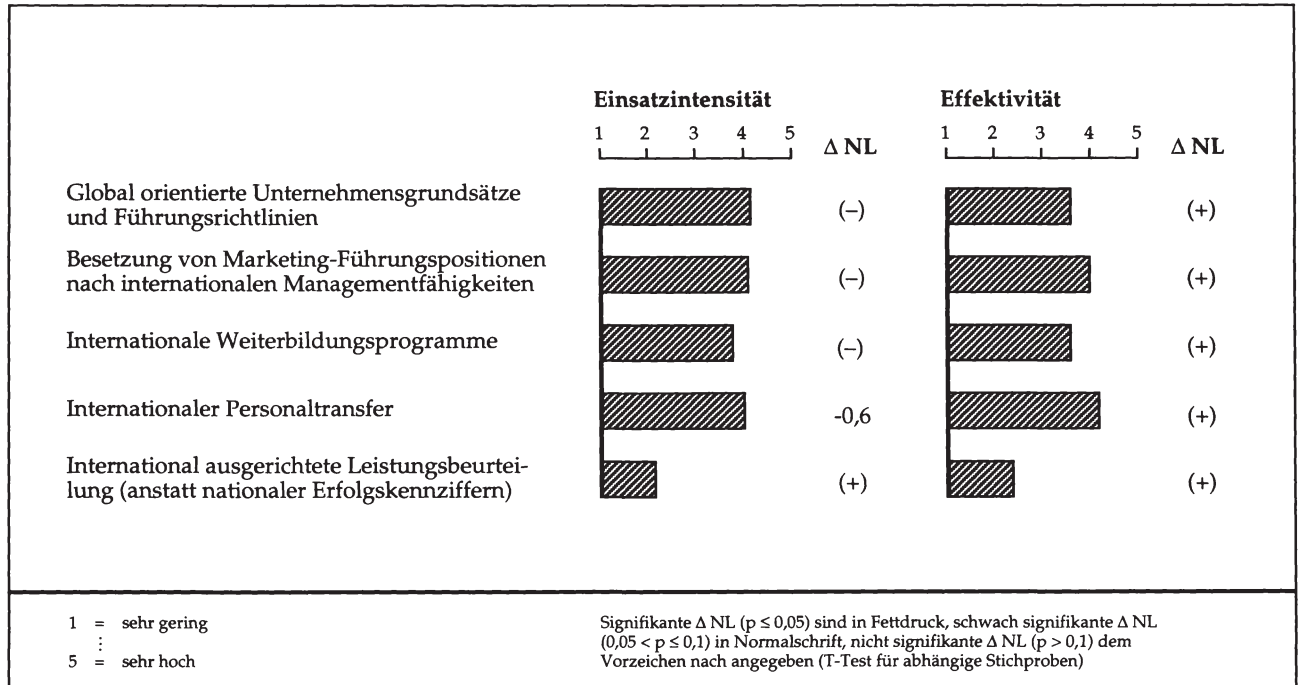 Einsatzintensität Effektivität
1 2 3 4 5 Δ NL 1 2 3 4 5 Δ NL
Global orientierte Unternehmensgrundsätze
und Führungsrichtlinien (–) (+)
Besetzung von Marketing-Führungspositionen
nach internationalen Managementfähigkeiten (–) (+)
Internationale Weiterbildungsprogramme (–) (+)
Internationaler Personaltransfer -0,6 (+)
International ausgerichtete Leistungsbeurtei-
lung (anstatt nationaler Erfolgskennziffern) (+) (+)
1 = sehr gering
⋮
5 = sehr hoch
Signifikante Δ NL (p ≤ 0,05) sind in Fettdruck, schwach signifikante Δ NL
(0,05 < p ≤ 0,1) in Normalschrift, nicht signifikante Δ NL (p > 0,1) dem
Vorzeichen nach angegeben (T-Test für abhängige Stichproben)